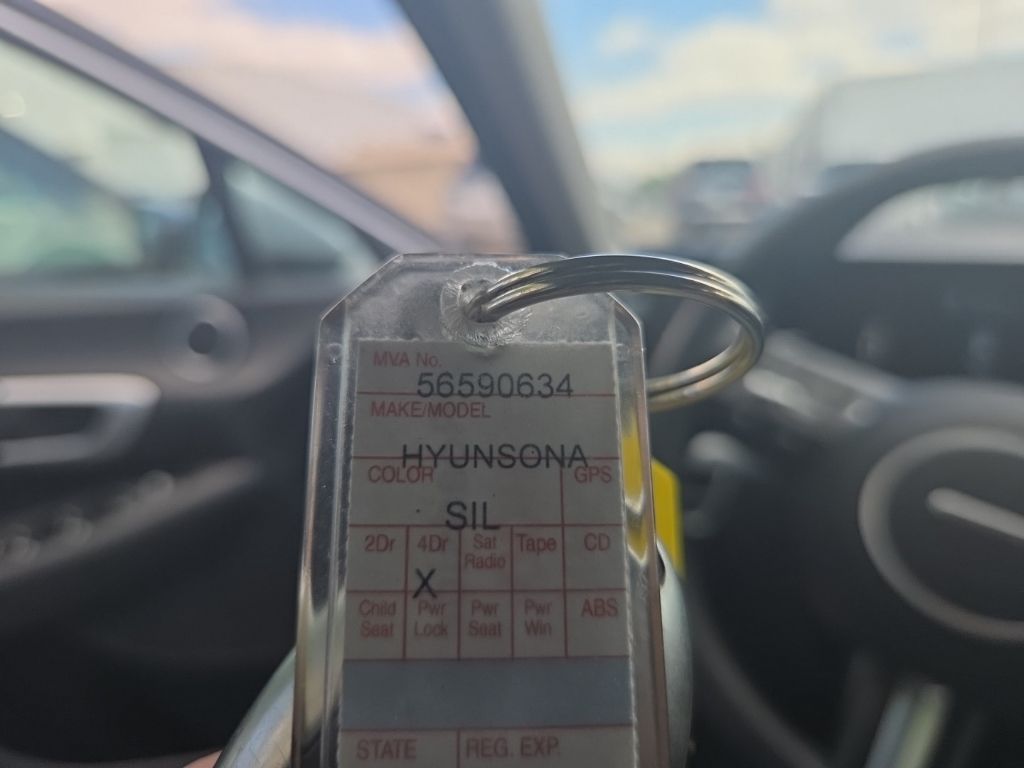 MVA No.
56590634
MAKE/MODEL
HYUNSONA
COLOR GPS
SIL
2Dr 4Dr Sat Radio Tape CD
X
Child Seat Pwr Lock Pwr Seat Pwr Win ABS
STATE REG. EXP.